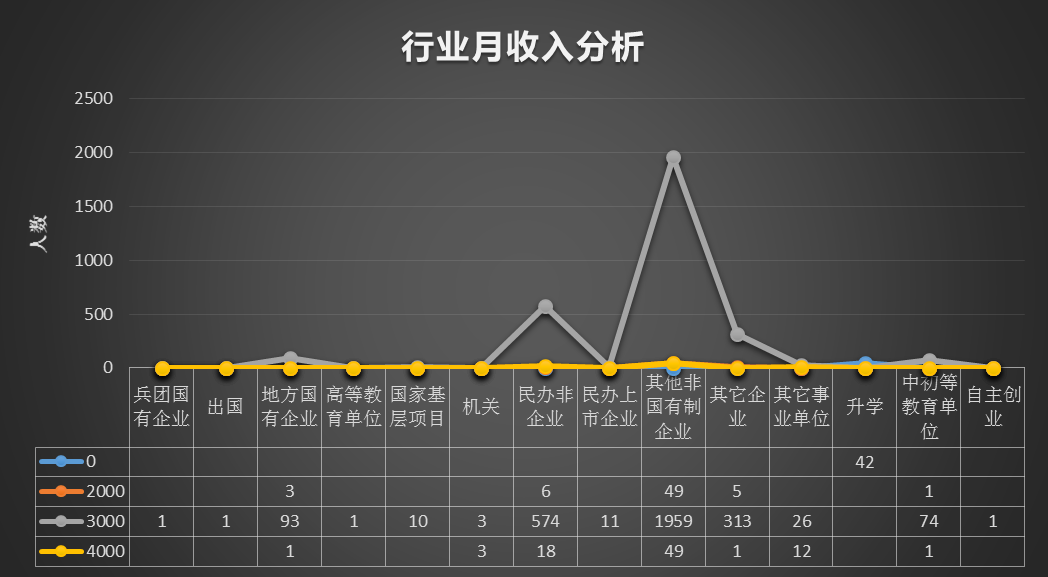 行业月收入分析
2500
2000
1500
1000
500
0
人数
兵团国有企业 出国 地方国有企业 高等教育单位 国家基层项目 机关 民办非企业 民办上市企业 其他非国有制企业 其它企业 其它事业单位 升学 中初等教育单位 自主创业
0 42
2000 3 6 49 5 1
3000 1 1 93 1 10 3 574 11 1959 313 26 74 1
4000 1 3 18 49 1 12 1